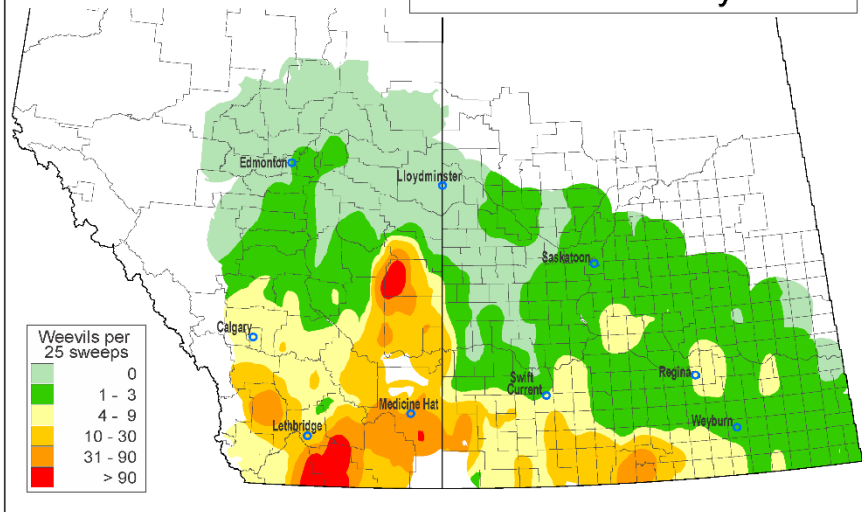 Edmonton
Lloydminster
Saskatoon
Calgary
Weevils per
25 sweeps
0
1 - 3
4 - 9
10 - 30
31 - 90
> 90
Swift
Current
Regina
Medicine Hat
Lethbridge
Weyburn